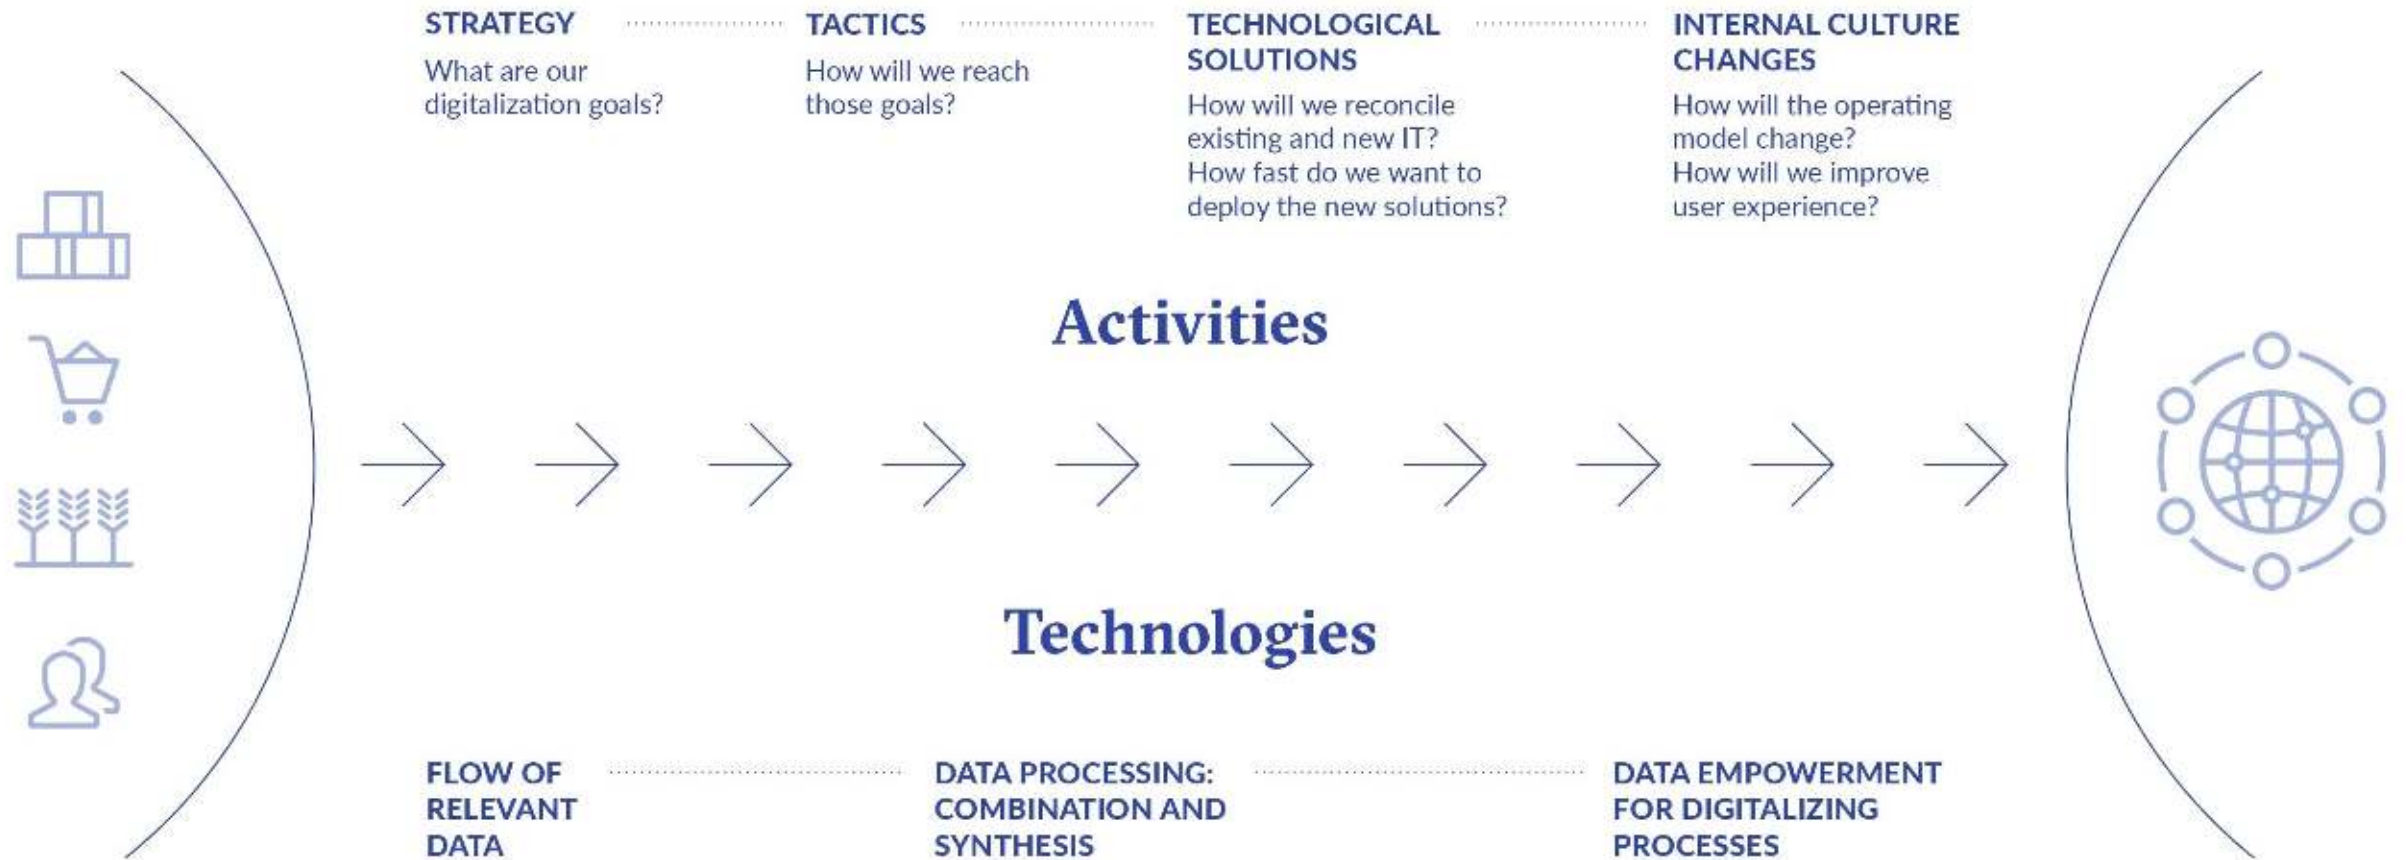 STRATEGY
What are our
digitalization goals?
TACTICS
How will we reach
those goals?
TECHNOLOGICAL
SOLUTIONS
How will we reconcile
existing and new IT?
How fast do we want to
deploy the new solutions?
INTERNAL CULTURE
CHANGES
How will the operating
model change?
How will we improve
user experience?
Activities
Technologies
FLOW OF
RELEVANT
DATA
DATA PROCESSING:
COMBINATION AND
SYNTHESIS
DATA EMPOWERMENT
FOR DIGITALIZING
PROCESSES